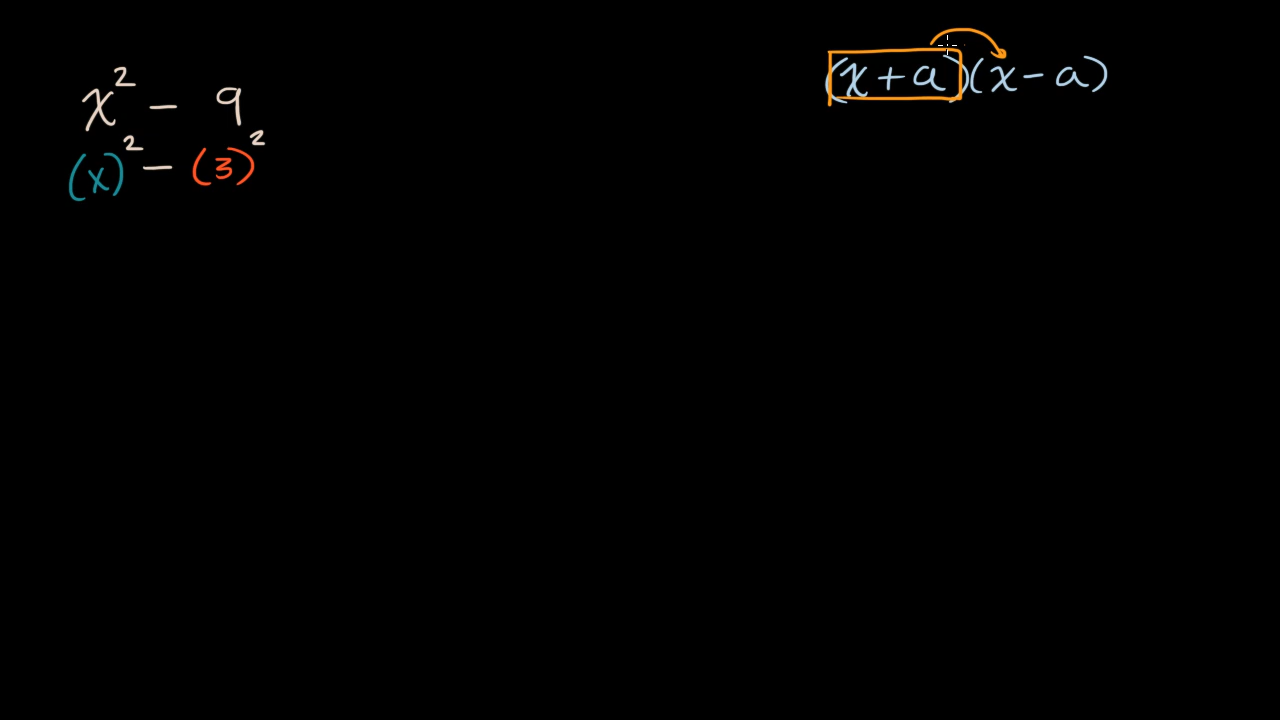 x² - 9
(x)² - (3)²
(x + a)(x - a)